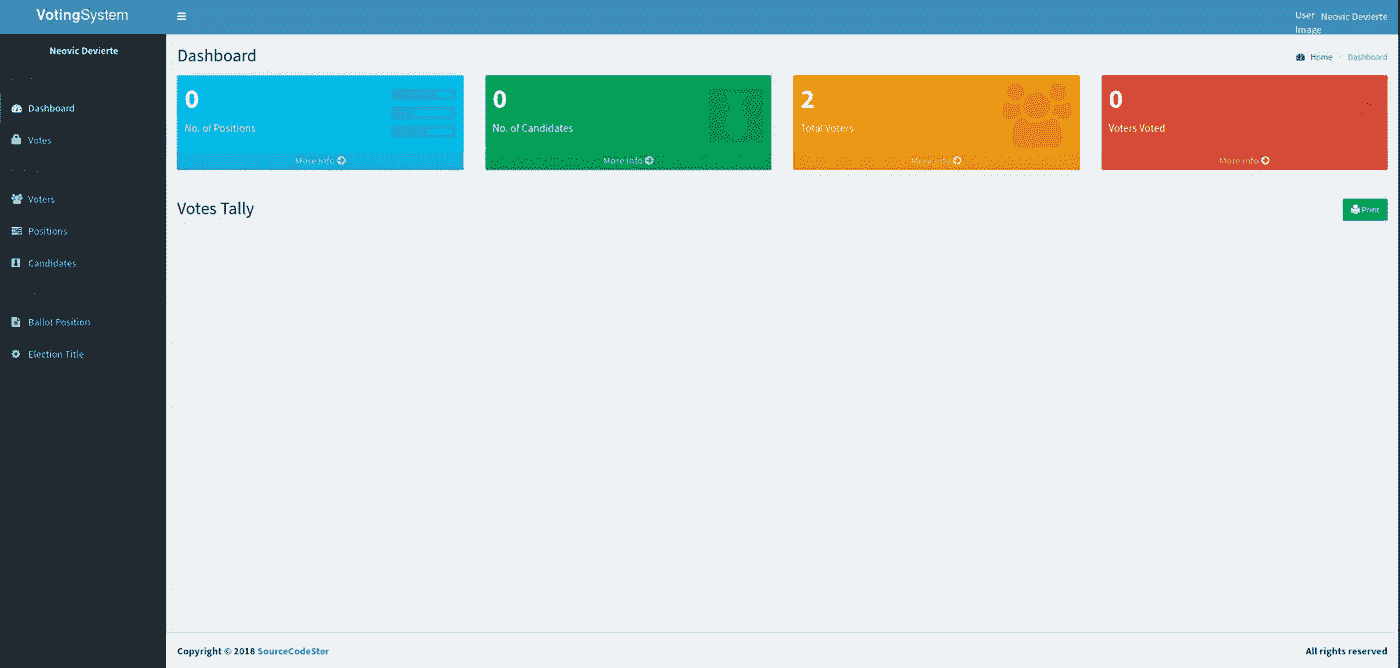 VotingSystem
User Image
Neovic Devierte
Neovic Devierte
Dashboard
Home
Dashboard
Dashboard
Votes
Voters
Positions
Candidates
Ballot Position
Election Title
0
No. of Positions
More info
0
No. of Candidates
More info
2
Total Voters
More info
0
Voters Voted
More info
Votes Tally
Print
Copyright © 2018 SourceCodeSter
All rights reserved